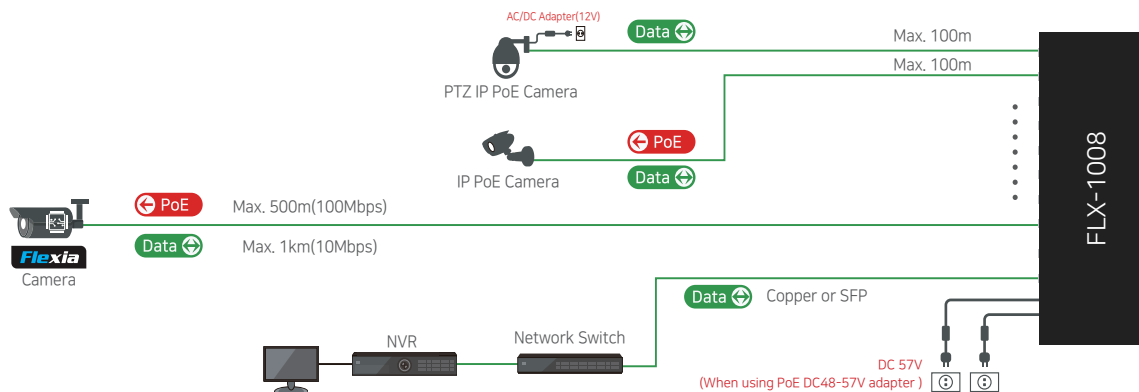 AC/DC Adapter(12V)
Data
Max. 100m
Max. 100m
PTZ IP PoE Camera
PoE
IP PoE Camera
Data
FLX-1008
PoE
Max. 500m(100Mbps)
Data
Max. 1km(10Mbps)
Flexia
Camera
Data
Copper or SFP
NVR
Network Switch
DC 57V
(When using PoE DC48-57V adapter )